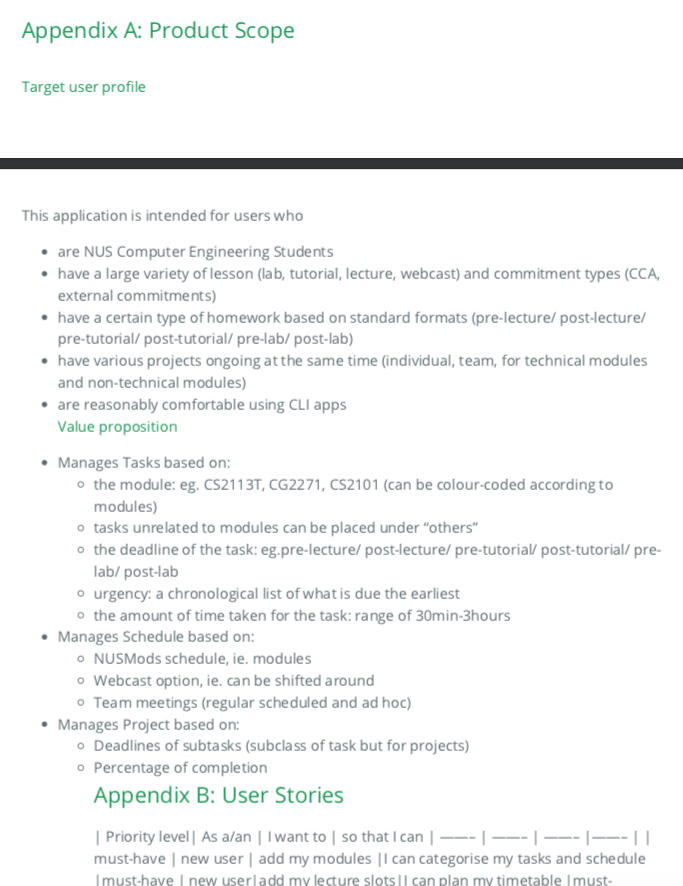 Appendix A: Product Scope
Target user profile
This application is intended for users who
• are NUS Computer Engineering Students
• have a large variety of lesson (lab, tutorial, lecture, webcast) and commitment types (CCA,
external commitments)
• have a certain type of homework based on standard formats (pre-lecture/ post-lecture/
pre-tutorial/ post-tutorial/ pre-lab/ post-lab)
• have various projects ongoing at the same time (individual, team, for technical modules
and non-technical modules)
• are reasonably comfortable using CLI apps
Value proposition
• Manages Tasks based on:
◦ the module: eg. CS2113T, CG2271, CS2101 (can be colour-coded according to
modules)
◦ tasks unrelated to modules can be placed under “others”
◦ the deadline of the task: eg.pre-lecture/ post-lecture/ pre-tutorial/ post-tutorial/ pre-
lab/ post-lab
◦ urgency: a chronological list of what is due the earliest
◦ the amount of time taken for the task: range of 30min-3hours
• Manages Schedule based on:
◦ NUSMods schedule, ie. modules
◦ Webcast option, ie. can be shifted around
◦ Team meetings (regular scheduled and ad hoc)
• Manages Project based on:
◦ Deadlines of subtasks (subclass of task but for projects)
◦ Percentage of completion
Appendix B: User Stories
| Priority level| As a/an | I want to | so that I can | ——– | ——– | ——– |——– | |
must-have | new user | add my modules |I can categorise my tasks and schedule
|must-have | new user|add my lecture slots|I can plan my timetable |must-